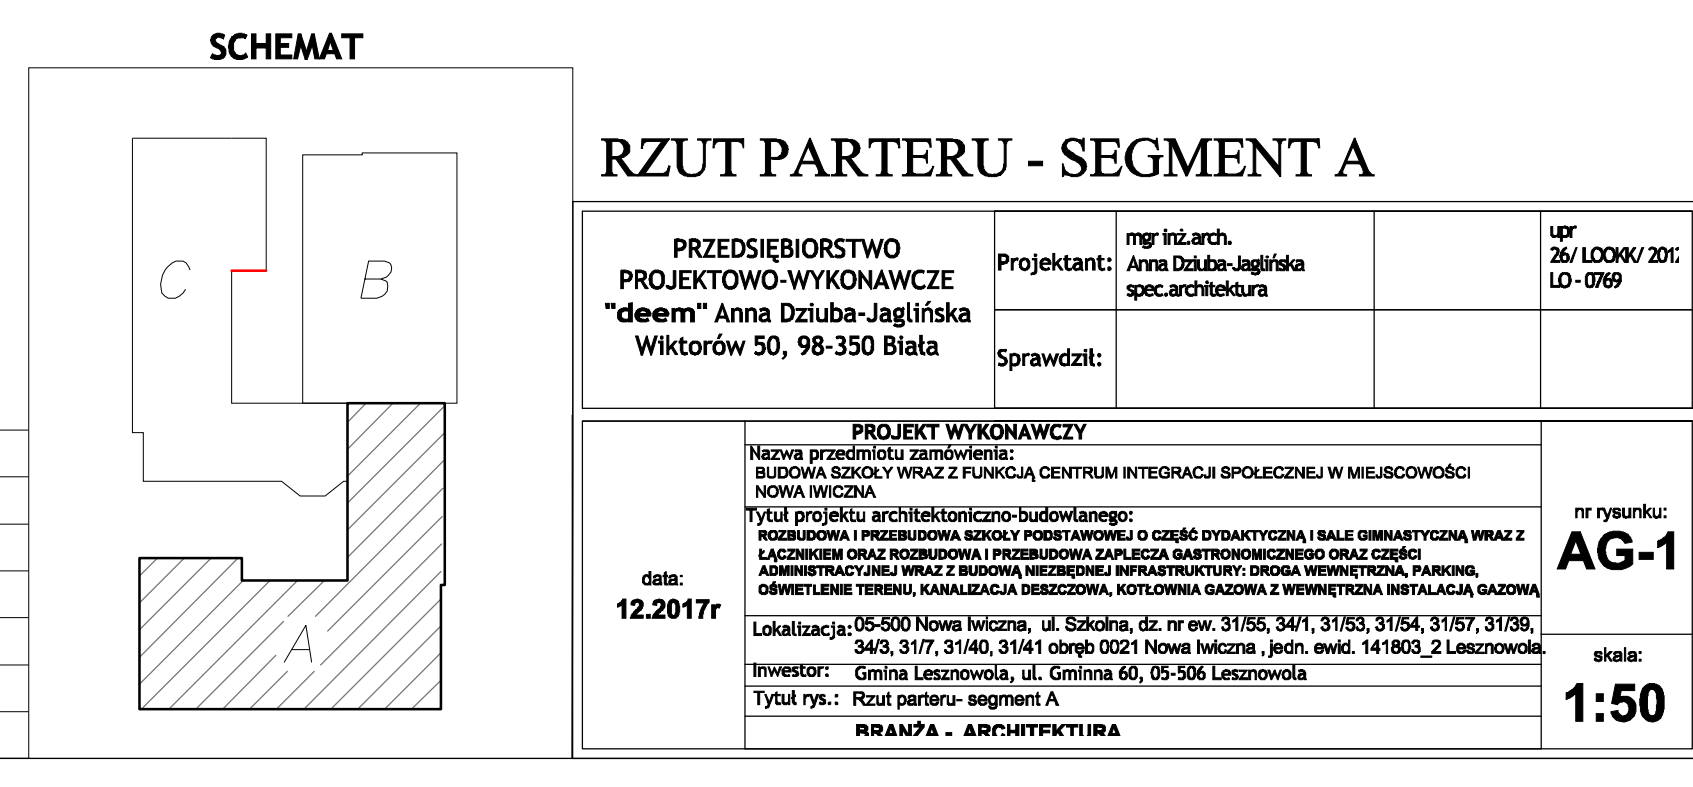 SCHEMAT
C
B
A
RZUT PARTERU - SEGMENT A
PRZEDSIĘBIORSTWO
PROJEKTOWO-WYKONAWCZE
"deem" Anna Dziuba-Jaglińska
Wiktorów 50, 98-350 Biała
Projektant:
mgr inż.arch.
Anna Dziuba-Jaglińska
spec.architektura
upr
26/ LOOKK/ 2012
LO - 0769
Sprawdził:
data:
12.2017r
PROJEKT WYKONAWCZY
Nazwa przedmiotu zamówienia:
BUDOWA SZKOŁY WRAZ Z FUNKCJĄ CENTRUM INTEGRACJI SPOŁECZNEJ W MIEJSCOWOŚCI
NOWA IWICZNA
Tytuł projektu architektoniczno-budowlanego:
ROZBUDOWA I PRZEBUDOWA SZKOŁY PODSTAWOWEJ O CZĘŚĆ DYDAKTYCZNĄ I SALE GIMNASTYCZNĄ WRAZ Z
ŁĄCZNIKIEM ORAZ ROZBUDOWA I PRZEBUDOWA ZAPLECZA GASTRONOMICZNEGO ORAZ CZĘŚCI
ADMINISTRACYJNEJ WRAZ Z BUDOWĄ NIEZBĘDNEJ INFRASTRUKTURY: DROGA WEWNĘTRZNA, PARKING,
OŚWIETLENIE TERENU, KANALIZACJA DESZCZOWA, KOTŁOWNIA GAZOWA Z WEWNĘTRZNA INSTALACJĄ GAZOWĄ
Lokalizacja: 05-500 Nowa Iwiczna, ul. Szkolna, dz. nr ew. 31/55, 34/1, 31/53, 31/54, 31/57, 31/39,
34/3, 31/7, 31/40, 31/41 obręb 0021 Nowa Iwiczna , jedn. ewid. 141803_2 Lesznowola.
Inwestor: Gmina Lesznowola, ul. Gminna 60, 05-506 Lesznowola
Tytuł rys.: Rzut parteru- segment A
BRANŻA - ARCHITEKTURA
nr rysunku:
AG-1
skala:
1:50